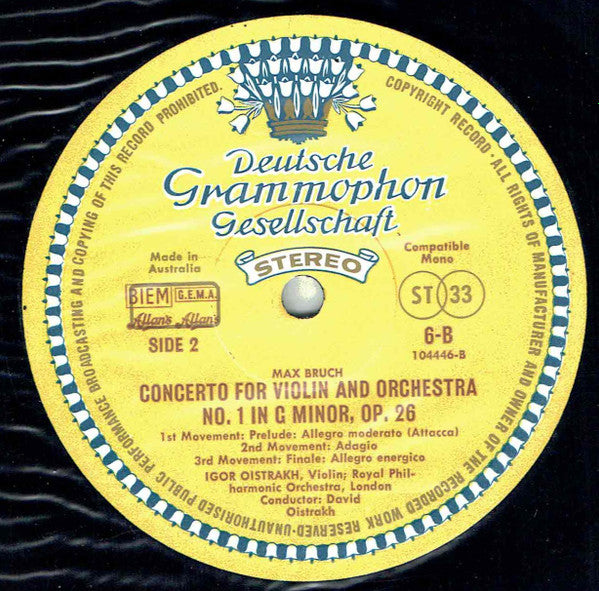 UNAUTHORISED PUBLIC PERFORMANCE BROADCASTING AND COPYING OF THIS RECORD PROHIBITED.
COPYRIGHT RECORD · ALL RIGHTS OF MANUFACTURER AND OWNER OF THE RECORDED WORK RESERVED-
Deutsche
Grammophon
Gesellschaft
STEREO
Made in
Australia
Compatible
Mono
BIEM G.E.M.A.
Allan's Allan's
ST 33
SIDE 2
6-B
104446-B
MAX BRUCH
CONCERTO FOR VIOLIN AND ORCHESTRA
NO. 1 IN G MINOR, OP. 26
1st Movement: Prelude: Allegro moderato (Attacca)
2nd Movement: Adagio
3rd Movement: Finale: Allegro energico
IGOR OISTRAKH, Violin; Royal Phil-
harmonic Orchestra, London
Conductor: David
Oistrakh